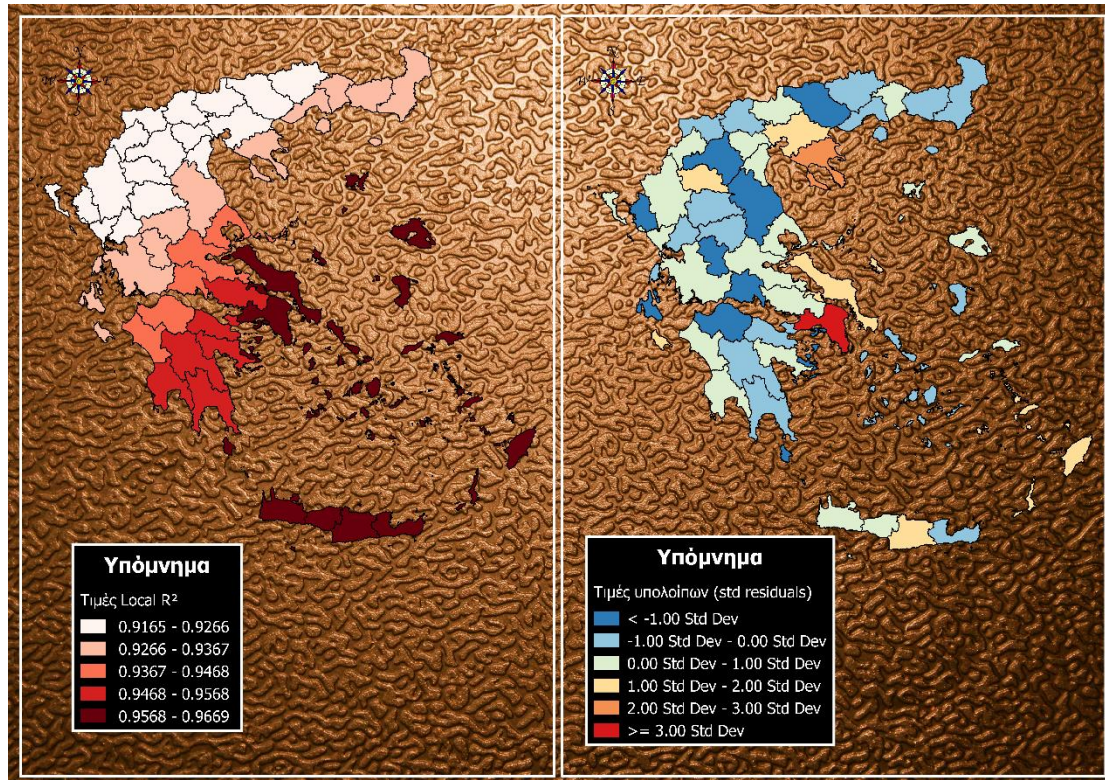 Υπόμνημα
Τιμές Local R²
0.9165 - 0.9266
0.9266 - 0.9367
0.9367 - 0.9468
0.9468 - 0.9568
0.9568 - 0.9669
Υπόμνημα
Τιμές υπολοίπων (std residuals)
< -1.00 Std Dev
-1.00 Std Dev - 0.00 Std Dev
0.00 Std Dev - 1.00 Std Dev
1.00 Std Dev - 2.00 Std Dev
2.00 Std Dev - 3.00 Std Dev
>= 3.00 Std Dev